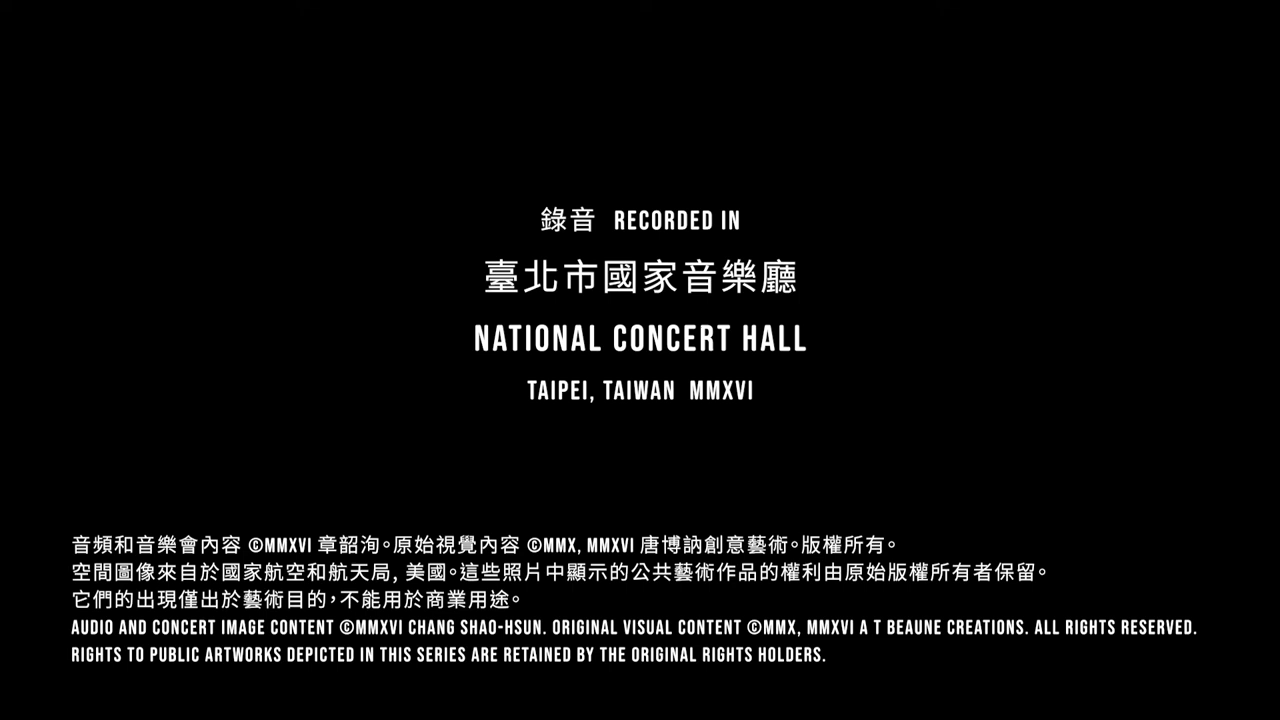 錄音 RECORDED IN
臺北市國家音樂廳
NATIONAL CONCERT HALL
TAIPEI, TAIWAN MMXVI
音頻和音樂會內容 ©MMXVI 章韶洵。原始視覺內容 ©MMX, MMXVI 唐博訥創意藝術。版權所有。
空間圖像來自於國家航空和航天局, 美國。這些照片中顯示的公共藝術作品的權利由原始版權所有者保留。
它們的出現僅出於藝術目的，不能用於商業用途。
AUDIO AND CONCERT IMAGE CONTENT ©MMXVI CHANG SHAO-HSUN. ORIGINAL VISUAL CONTENT ©MMX, MMXVI A T BEAUNE CREATIONS. ALL RIGHTS RESERVED.
RIGHTS TO PUBLIC ARTWORKS DEPICTED IN THIS SERIES ARE RETAINED BY THE ORIGINAL RIGHTS HOLDERS.